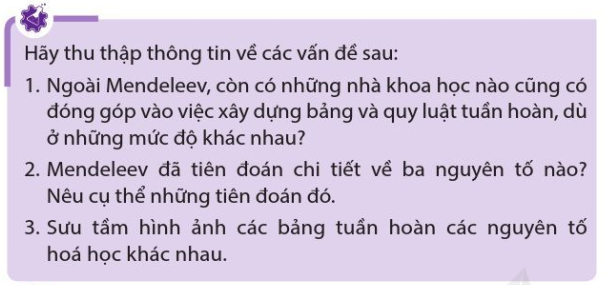 Hãy thu thập thông tin về các vấn đề sau:
1. Ngoài Mendeleev, còn có những nhà khoa học nào cũng có
đóng góp vào việc xây dựng bảng và quy luật tuần hoàn, dù
ở những mức độ khác nhau?
2. Mendeleev đã tiên đoán chi tiết về ba nguyên tố nào?
Nêu cụ thể những tiên đoán đó.
3. Sưu tầm hình ảnh các bảng tuần hoàn các nguyên tố
hoá học khác nhau.